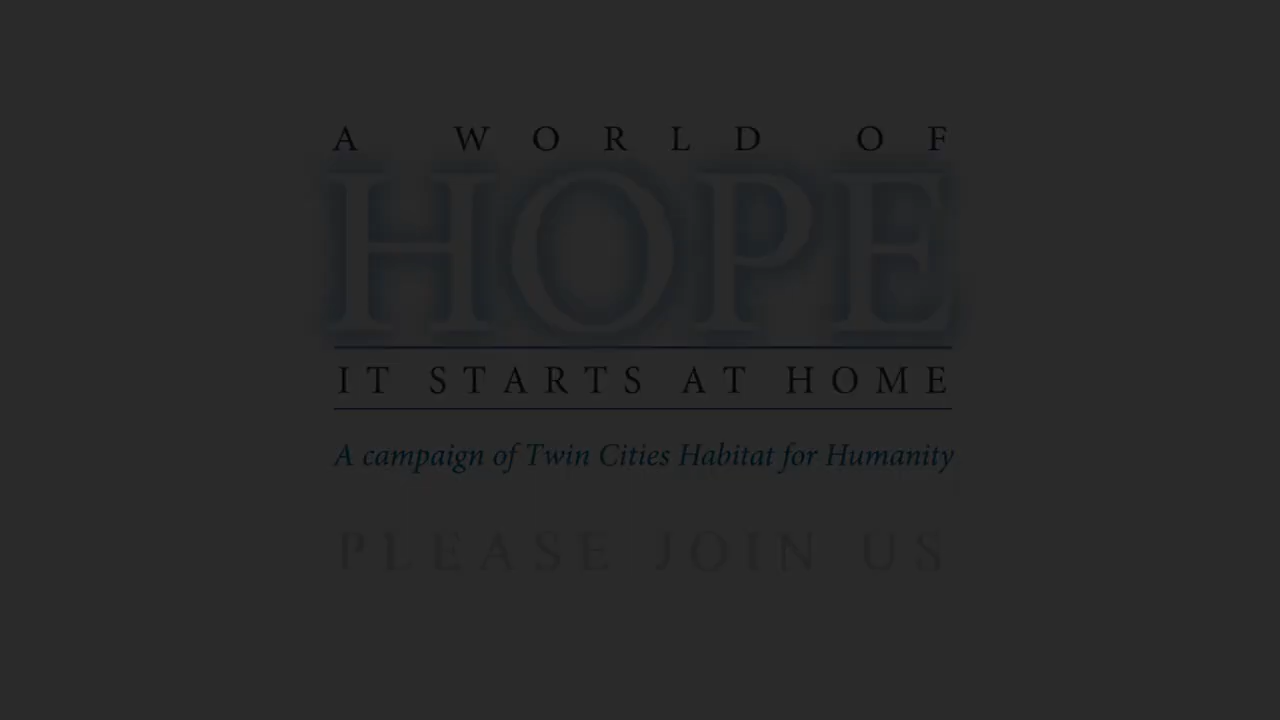 A WORLD OF
HOPE
IT STARTS AT HOME
A campaign of Twin Cities Habitat for Humanity
PLEASE JOIN US